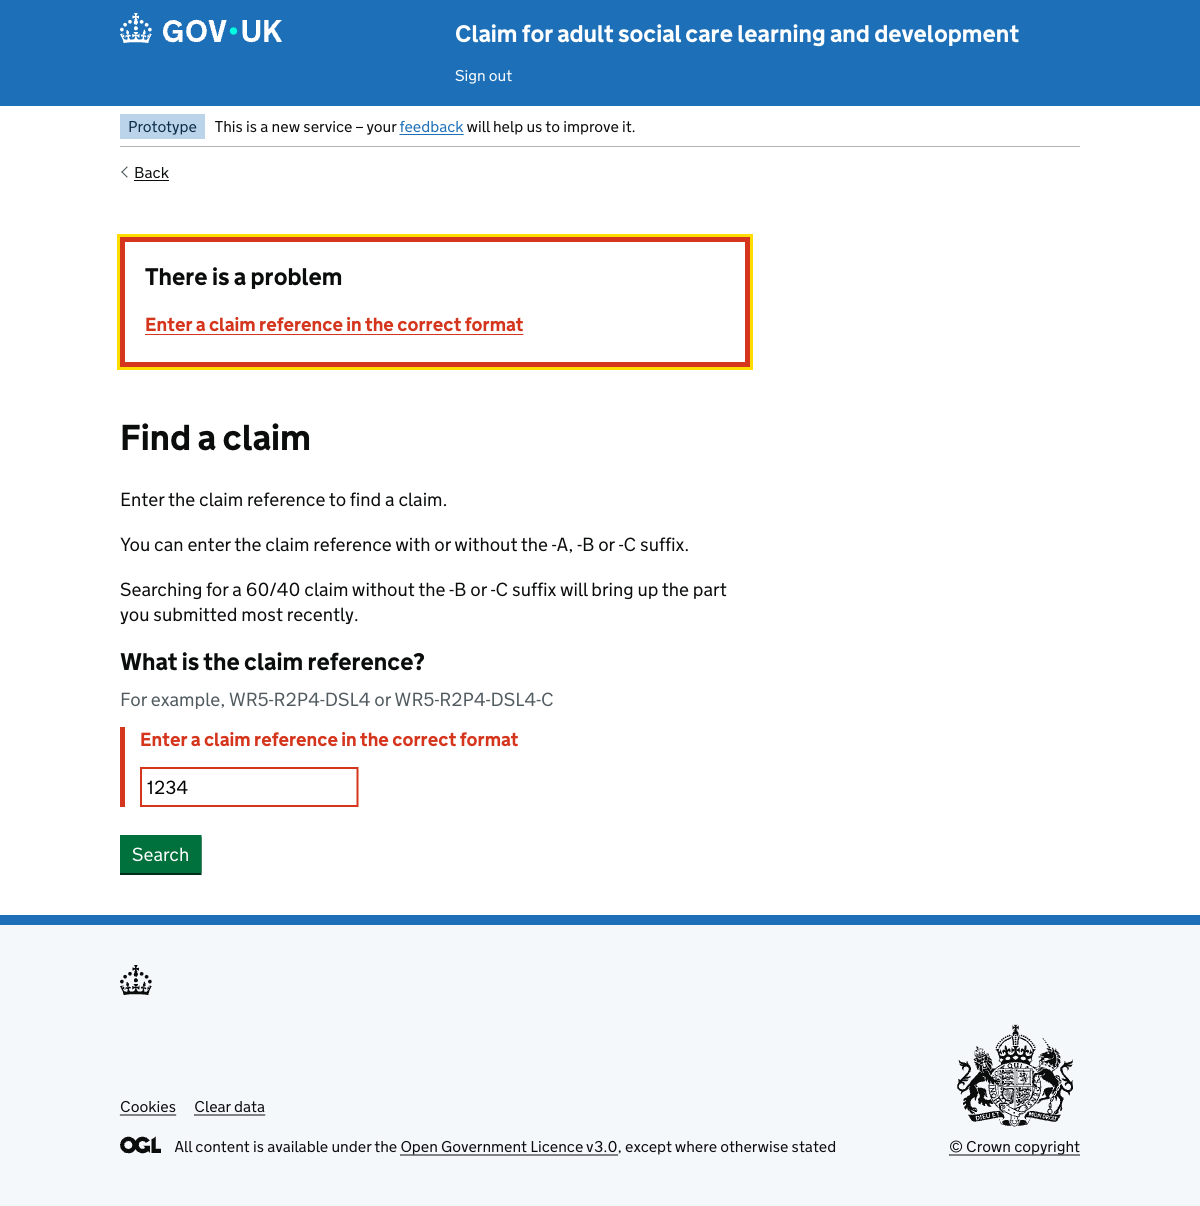 GOV·UK
Claim for adult social care learning and development
Sign out
Prototype
This is a new service – your feedback will help us to improve it.
Back
There is a problem
Enter a claim reference in the correct format
Find a claim
Enter the claim reference to find a claim.
You can enter the claim reference with or without the -A, -B or -C suffix.
Searching for a 60/40 claim without the -B or -C suffix will bring up the part
you submitted most recently.
What is the claim reference?
For example, WR5-R2P4-DSL4 or WR5-R2P4-DSL4-C
Enter a claim reference in the correct format
1234
Search
Cookies
Clear data
OGL
All content is available under the Open Government Licence v3.0, except where otherwise stated
© Crown copyright